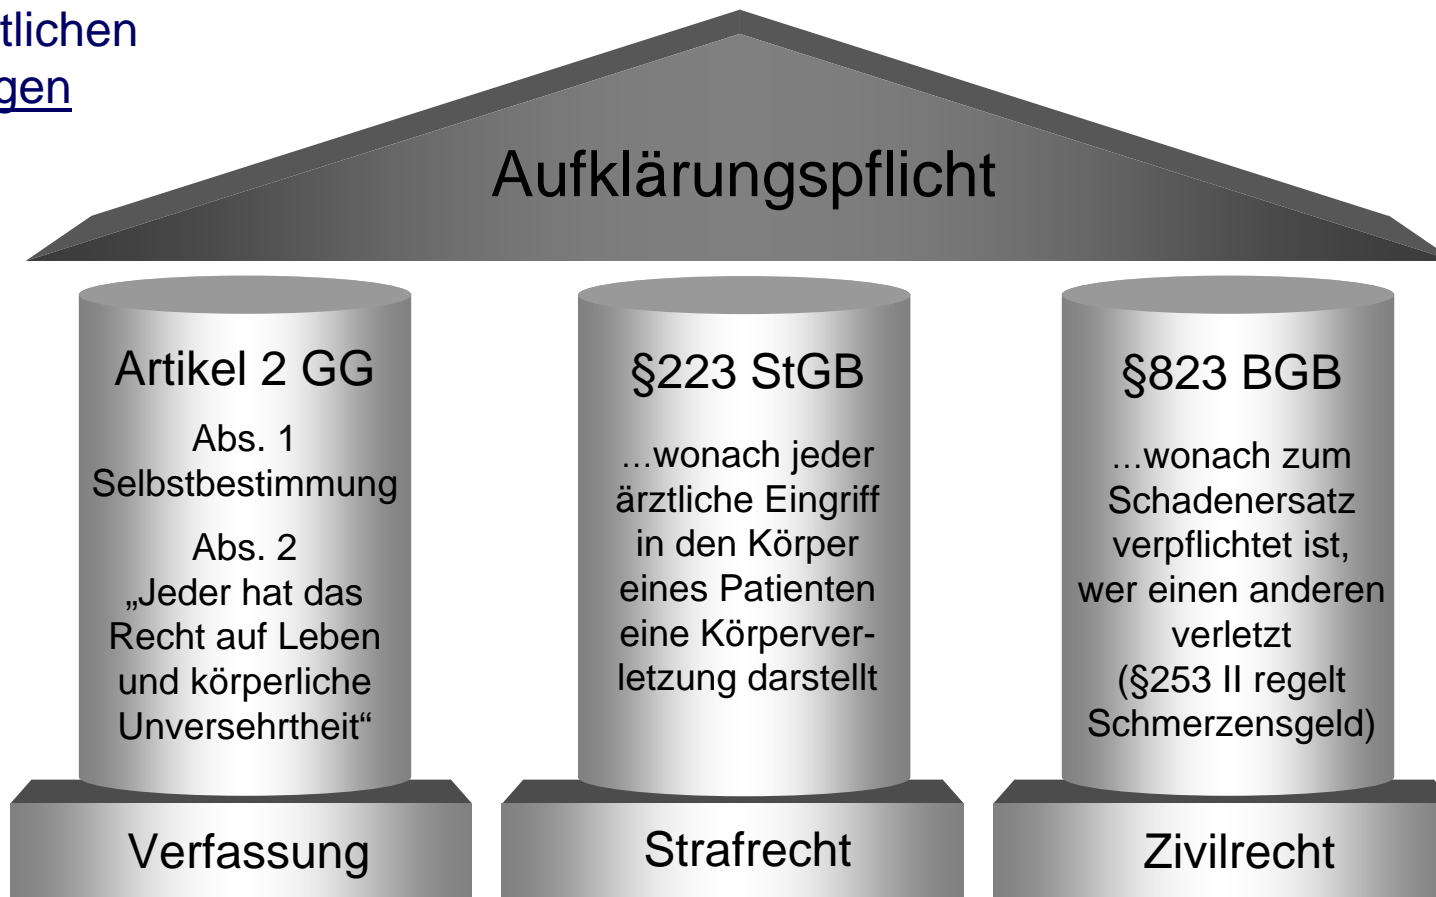 tlichen
gen
Aufklärungspflicht
Artikel 2 GG
Abs. 1
Selbstbestimmung
Abs. 2
„Jeder hat das
Recht auf Leben
und körperliche
Unversehrtheit“
Verfassung
§223 StGB
...wonach jeder
ärztliche Eingriff
in den Körper
eines Patienten
eine Körperver-
letzung darstellt
Strafrecht
§823 BGB
...wonach zum
Schadenersatz
verpflichtet ist,
wer einen anderen
verletzt
(§253 II regelt
Schmerzensgeld)
Zivilrecht